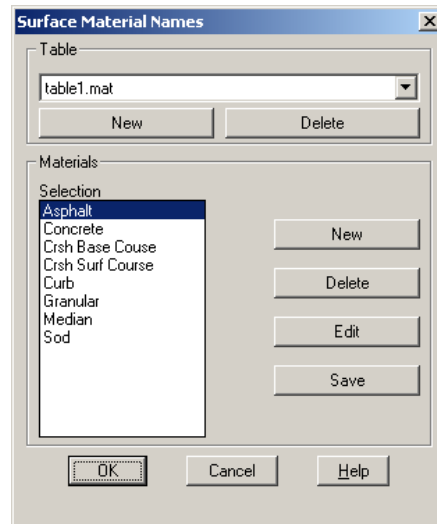 Surface Material Names
Table
table1.mat
New Delete
Materials
Selection
Asphalt
Concrete
Crsh Base Couse
Crsh Surf Course
Curb
Granular
Median
Sod
New
Delete
Edit
Save
OK Cancel Help